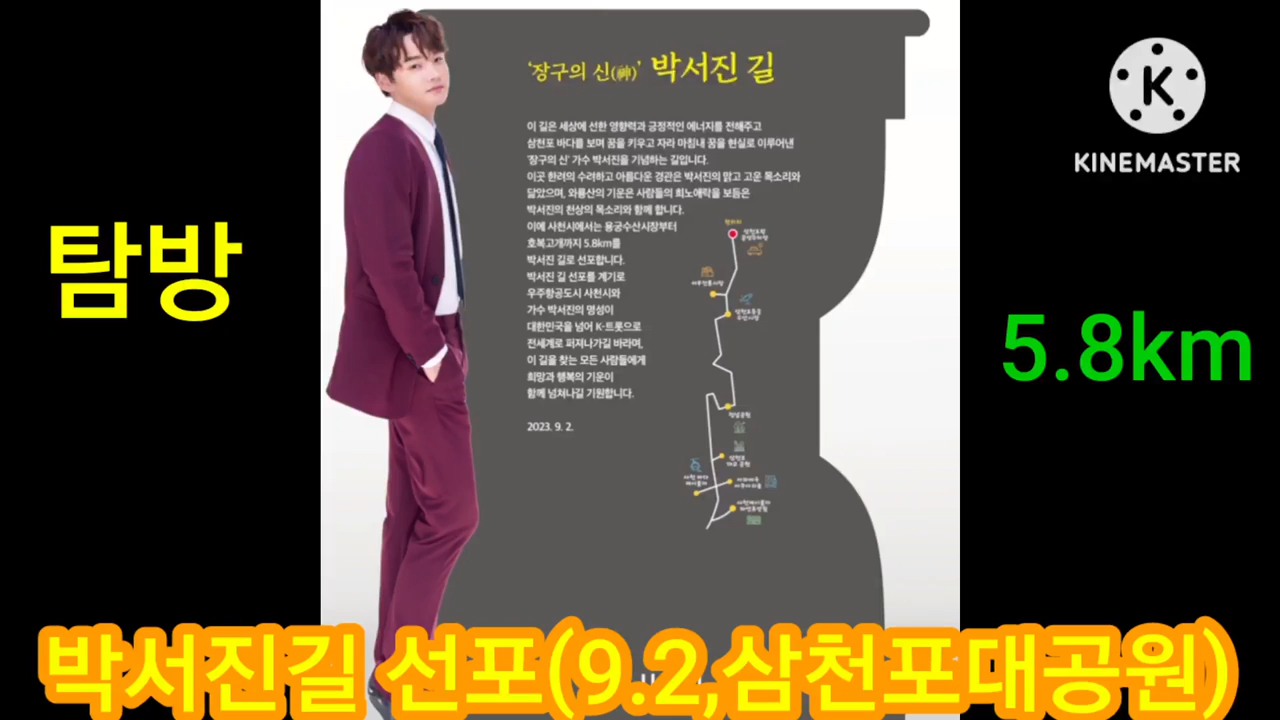 '장구의 신(神)' 박서진 길
이 길은 세상에 선한 영향력과 긍정적인 에너지를 전해주고
삼천포 바다를 보며 꿈을 키우고 자라 마침내 꿈을 현실로 이루어낸
'장구의 신' 가수 박서진을 기념하는 길입니다.
이곳 한려의 수려하고 아름다운 경관은 박서진의 맑고 고운 목소리와
닮았으며, 와룡산의 기운은 사람들의 희노애락을 보듬은
박서진의 천상의 목소리와 함께 합니다.
이에 사천시에서는 용궁수산시장부터
호복고개까지 5.8km를
박서진 길로 선포합니다.
박서진 길 선포를 계기로
우주항공도시 사천시와
가수 박서진의 명성이
대한민국을 넘어 K-트롯으로
전세계로 퍼져나가길 바라며,
이 길을 찾는 모든 사람들에게
희망과 행복의 기운이
함께 넘쳐나길 기원합니다.
2023. 9. 2.
KINEMASTER
탐방
5.8km
박서진길 선포(9.2,삼천포대공원)